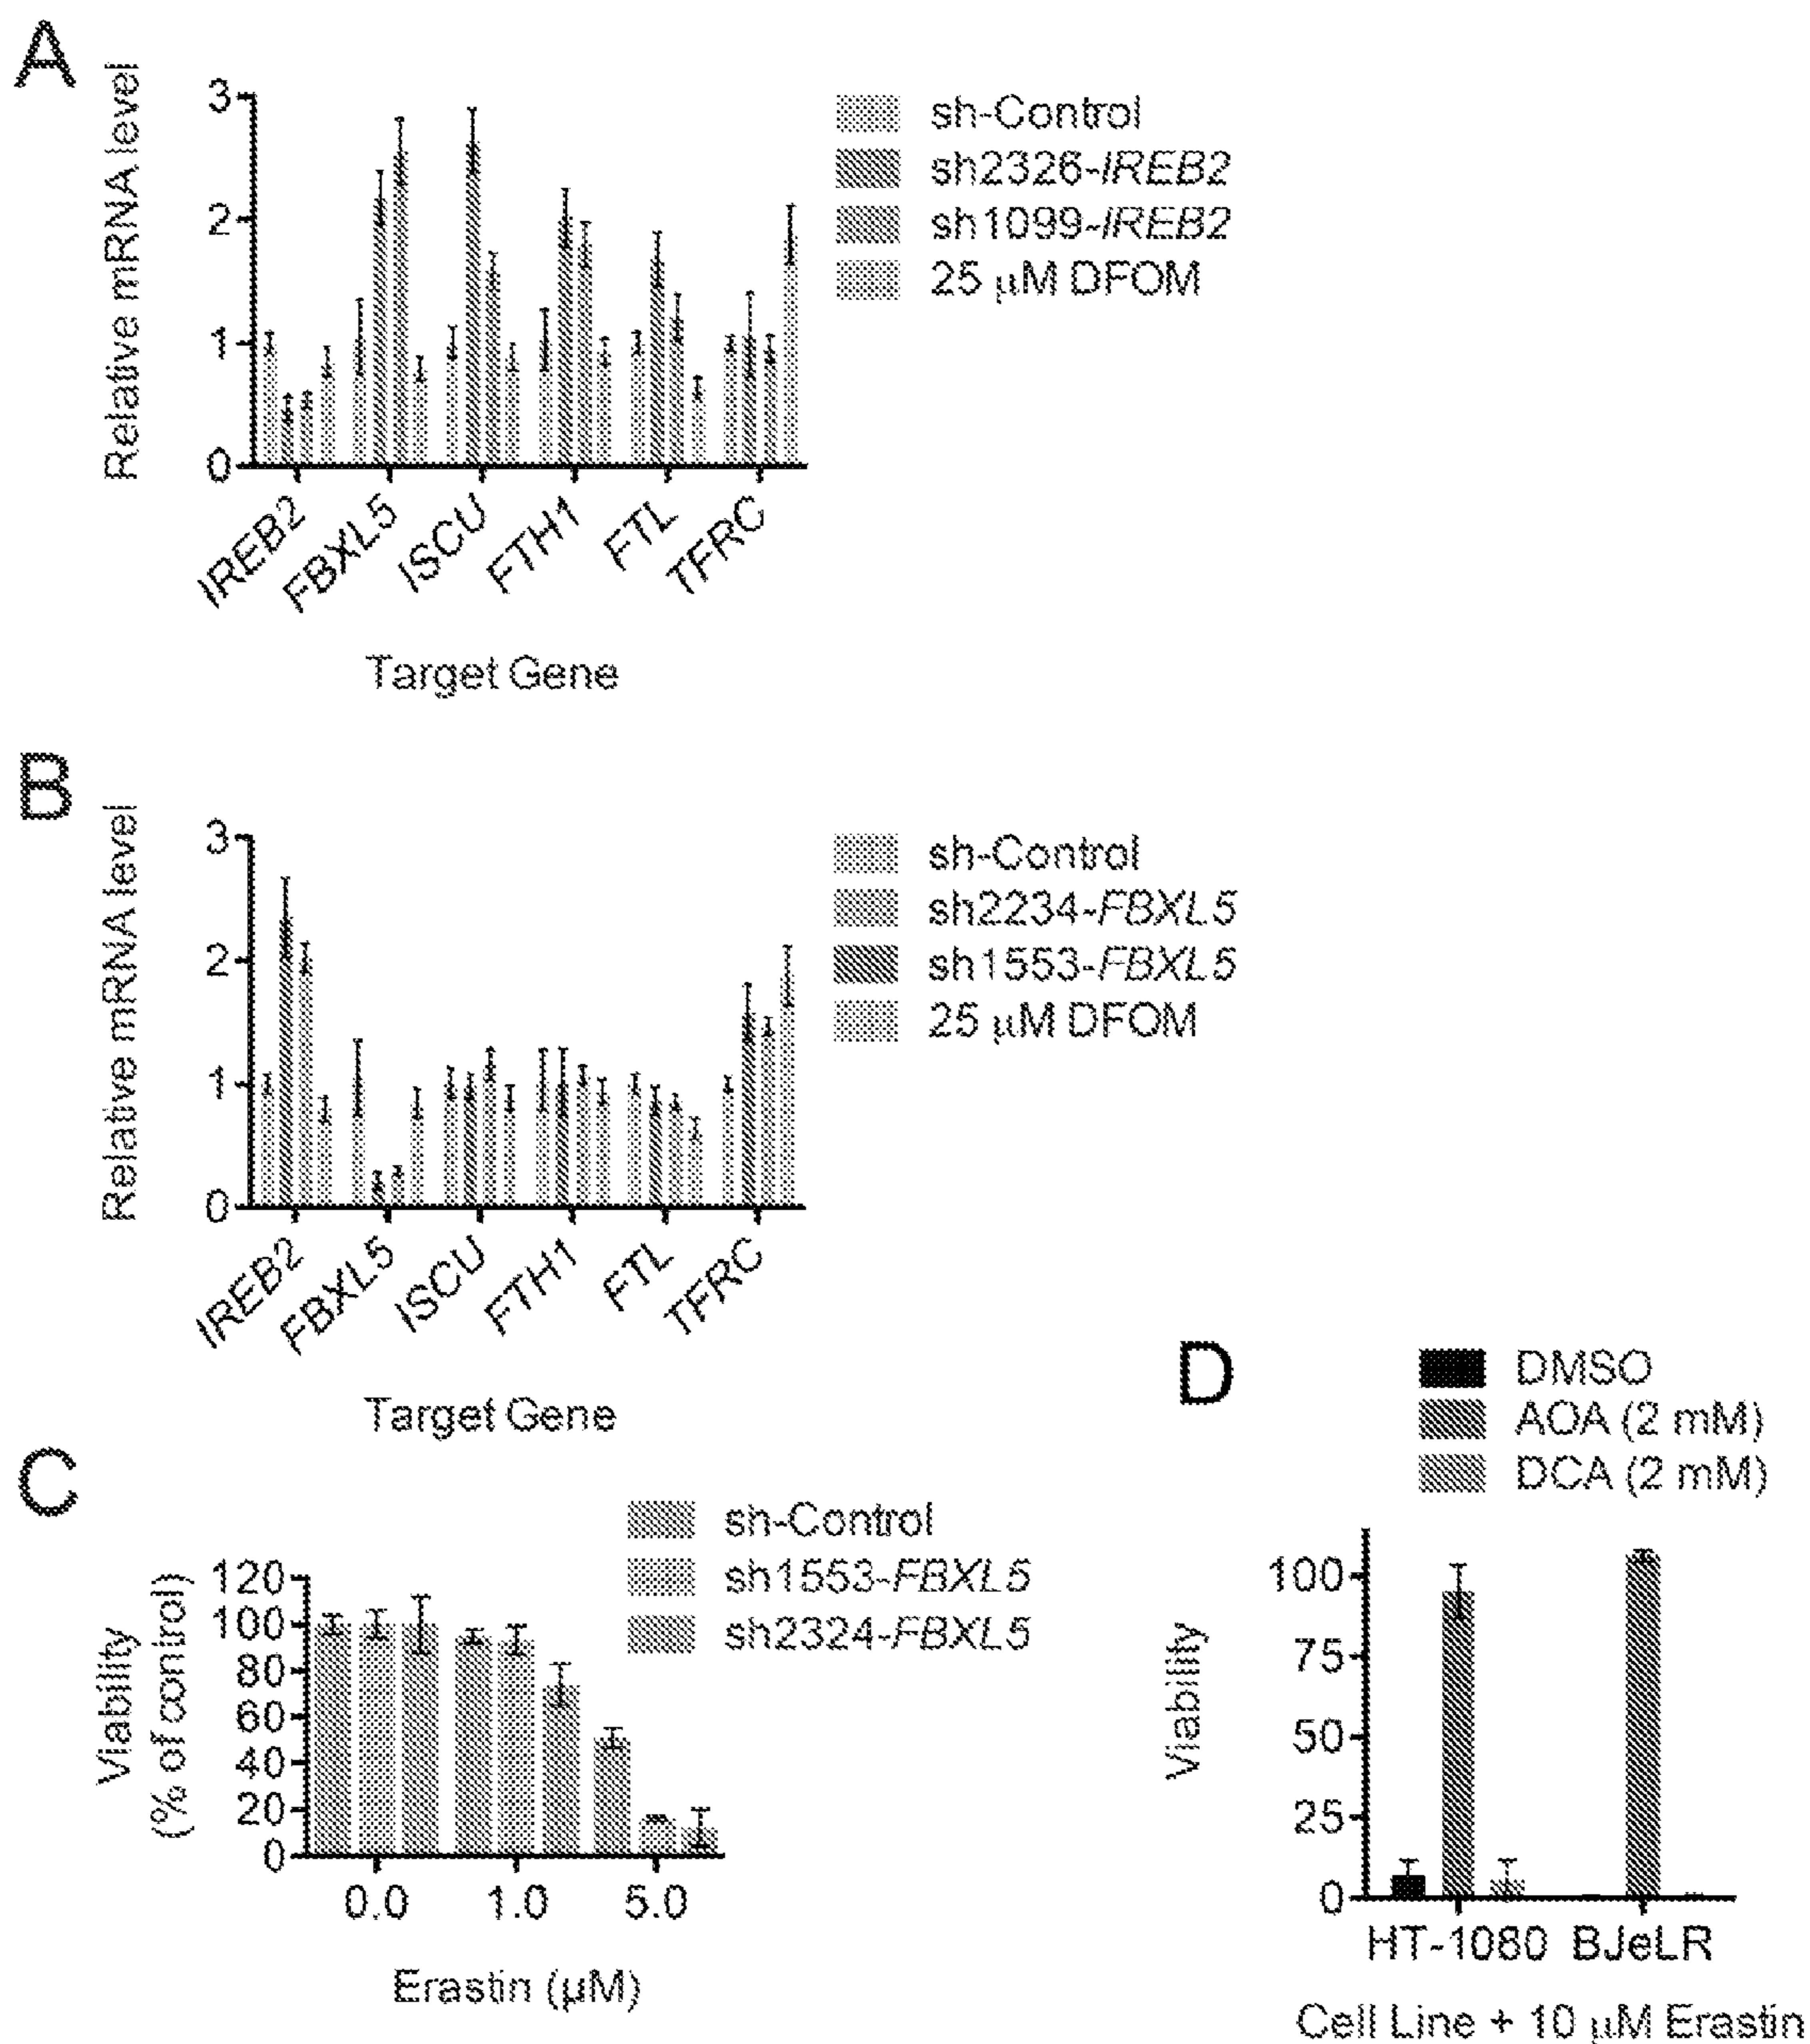 A
Relative mRNA level
3
2
1
0
sh-Control
sh2326-IREB2
sh1099-IREB2
25 µM DFOM
IREB2
FBXL5
ISCU
FTH1
FTL
TFRC
Target Gene
B
Relative mRNA level
3
2
1
0
sh-Control
sh2234-FBXL5
sh1553-FBXL5
25 µM DFOM
IREB2
FBXL5
ISCU
FTH1
FTL
TFRC
Target Gene
C
Viability
(% of control)
120
100
80
60
40
20
0
sh-Control
sh1553-FBXL5
sh2324-FBXL5
0.0
1.0
5.0
Erastin (µM)
D
DMSO
AOA (2 mM)
DCA (2 mM)
Viability
100
75
50
25
0
HT-1080
BJeLR
Cell Line + 10 µM Erastin